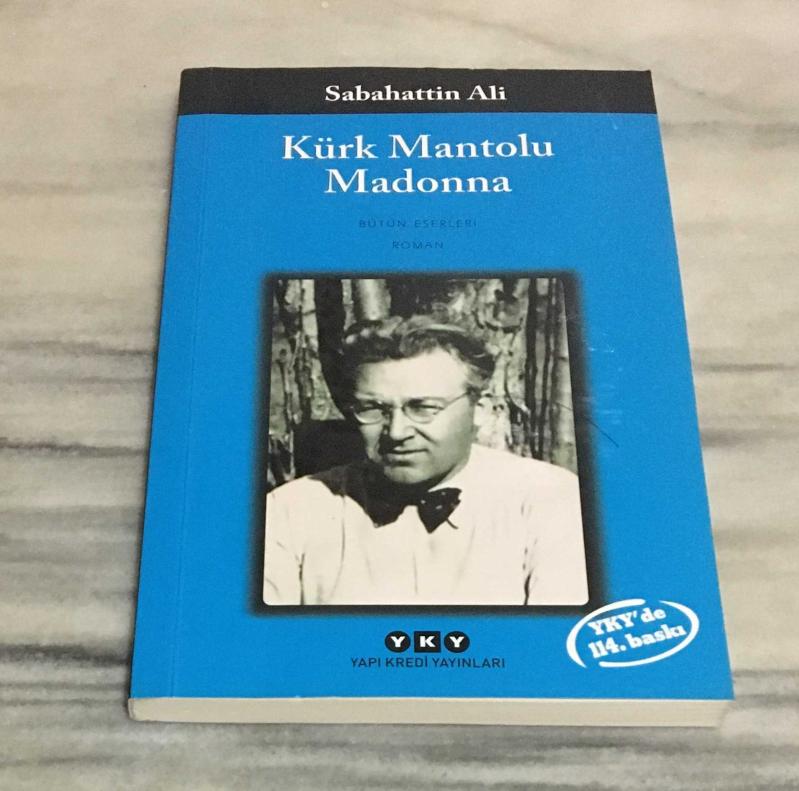 Sabahattin Ali
Kürk Mantolu
Madonna
BÜTÜN ESERLERİ
ROMAN
YKY'de
114. baskı
YKY
YAPI KREDİ YAYINLARI